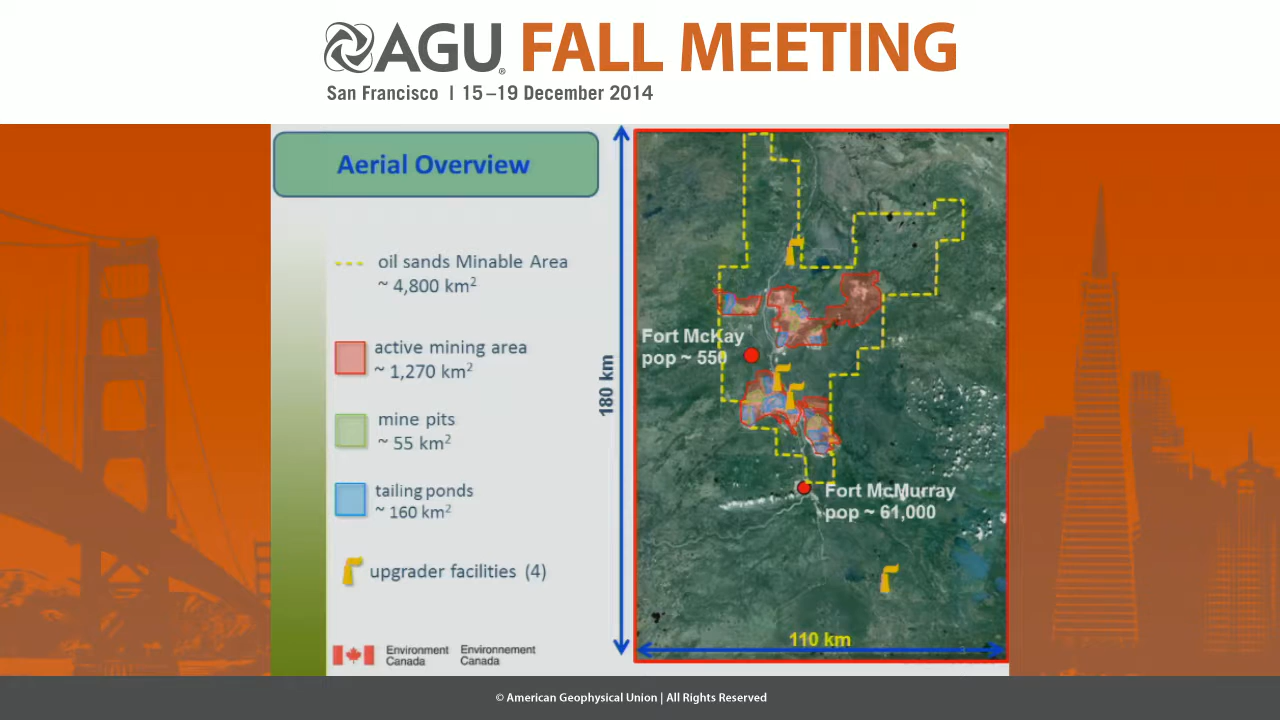 AGU FALL MEETING
San Francisco | 15–19 December 2014
Aerial Overview
oil sands Minable Area
~ 4,800 km²
active mining area
~ 1,270 km²
mine pits
~ 55 km²
tailing ponds
~ 160 km²
upgrader facilities (4)
Environment Environnement
Canada Canada
180 km
Fort McKay
pop ~ 550
Fort McMurray
pop ~ 61,000
110 km
© American Geophysical Union | All Rights Reserved